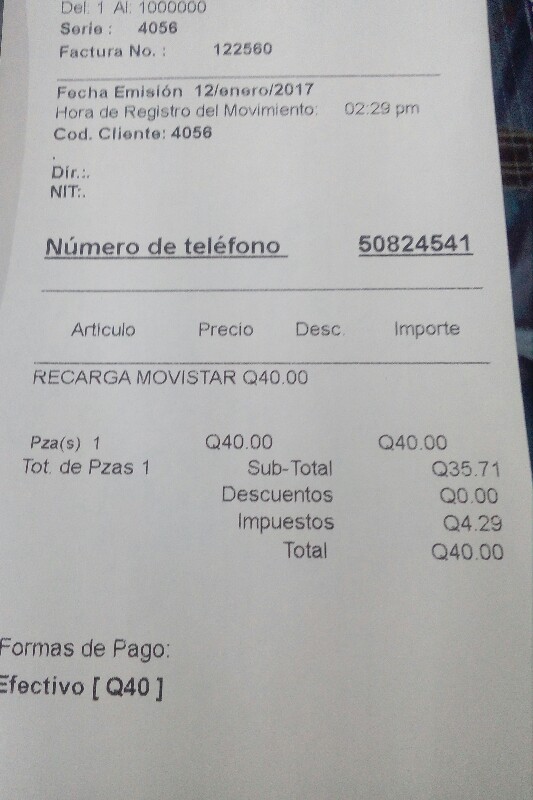 Del: 1 Al: 1000000
Serie : 4056
Factura No. : 122560
Fecha Emisión 12/enero/2017
Hora de Registro del Movimiento: 02:29 pm
Cod. Cliente: 4056
.
Dir.:.
NIT:.
Número de teléfono 50824541
Articulo Precio Desc. Importe
RECARGA MOVISTAR Q40.00
Pza(s) 1 Q40.00 Q40.00
Tot. de Pzas 1 Sub-Total Q35.71
Descuentos Q0.00
Impuestos Q4.29
Total Q40.00
Formas de Pago:
Efectivo [ Q40 ]